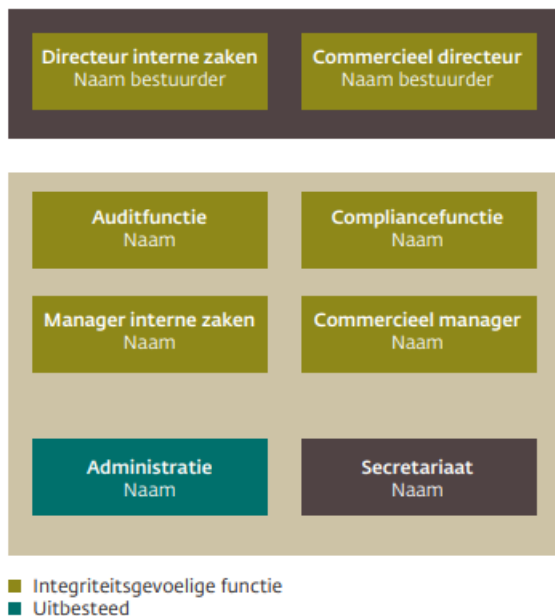 Directeur interne zaken
Naam bestuurder
Commercieel directeur
Naam bestuurder
Auditfunctie
Naam
Compliancefunctie
Naam
Manager interne zaken
Naam
Commercieel manager
Naam
Administratie
Naam
Secretariaat
Naam
Integriteitsgevoelige functie
Uitbesteed